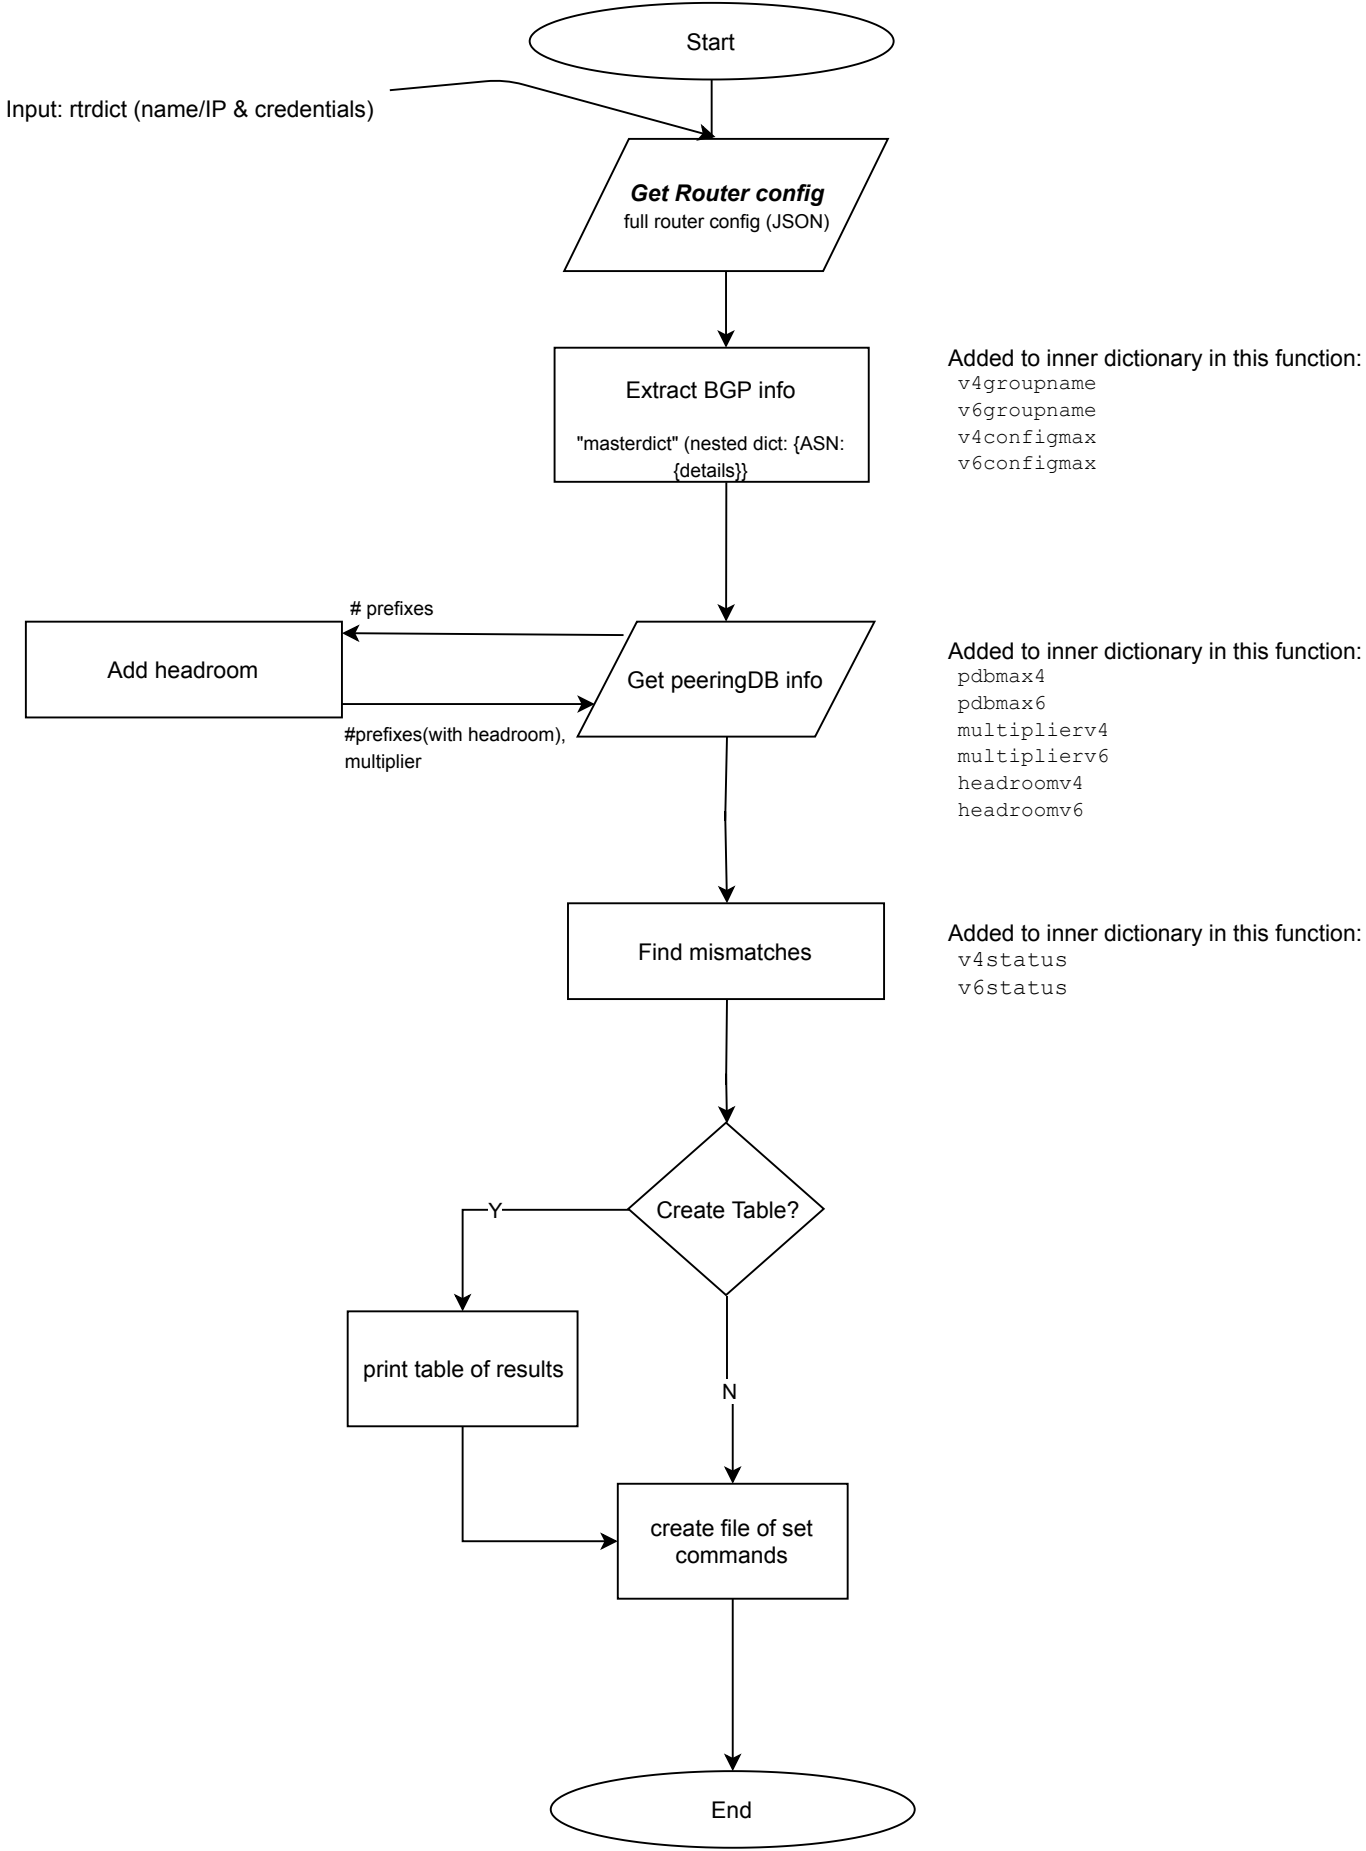 Start
Input: rtrdict (name/IP & credentials)
Get Router config
full router config (JSON)
Extract BGP info
"masterdict" (nested dict: {ASN:
{details}}
Added to inner dictionary in this function:
v4groupname
v6groupname
v4configmax
v6configmax
# prefixes
Add headroom
Get peeringDB info
#prefixes(with headroom),
multiplier
Added to inner dictionary in this function:
pdbmax4
pdbmax6
multiplierv4
multiplierv6
headroomv4
headroomv6
Find mismatches
Added to inner dictionary in this function:
v4status
v6status
Create Table?
Y
print table of results
N
create file of set
commands
End